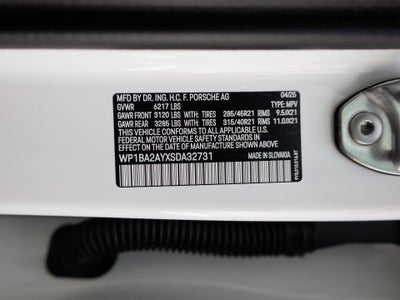 MFD BY DR. ING. H.C. F. PORSCHE AG 04/25
GVWR 6217 LBS TYPE: MPV
GAWR FRONT 3120 LBS WITH TIRES 285/45R21 RIMS 9.5JX21
GAWR REAR 3285 LBS WITH TIRES 315/40R21 RIMS 11.0JX21
THIS VEHICLE CONFORMS TO ALL APPLICABLE FEDERAL
MOTOR VEHICLE SAFETY STANDARDS IN EFFECT
ON THE DATE OF MANUFACTURE SHOWN ABOVE.
WP1BA2AYXSDA32731
MADE IN SLOVAKIA